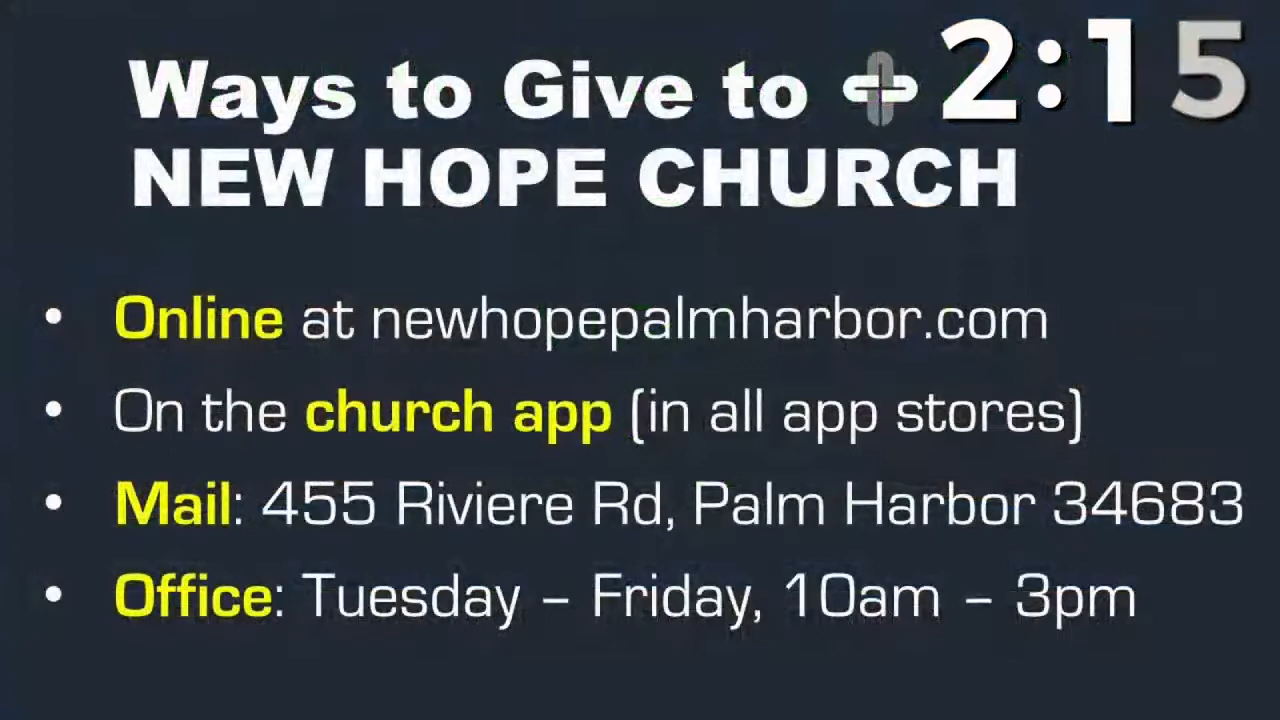 Ways to Give to
2:15
NEW HOPE CHURCH
• Online at newhopepalmharbor.com
• On the church app (in all app stores)
• Mail: 455 Riviere Rd, Palm Harbor 34683
• Office: Tuesday – Friday, 10am – 3pm